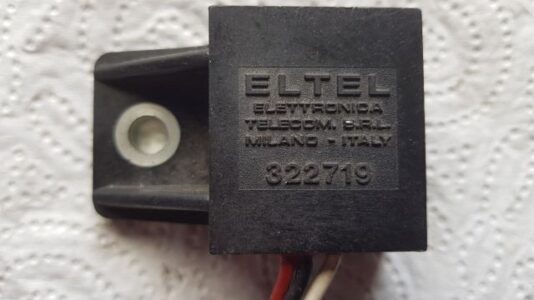 ELTEL
ELETTRONICA
TELECOM. S.R.L.
MILANO - ITALY
322719